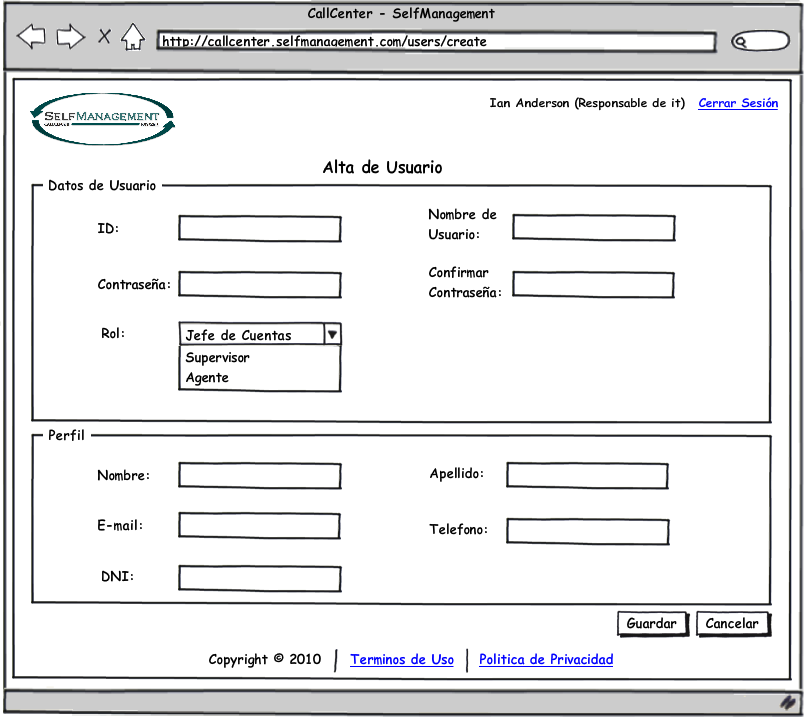 CallCenter - SelfManagement
http://callcenter.selfmanagement.com/users/create
SELFMANAGEMENT
Ian Anderson (Responsable de it) Cerrar Sesión
Alta de Usuario
Datos de Usuario
ID:
Nombre de
Usuario:
Contraseña:
Confirmar
Contraseña:
Rol:
Jefe de Cuentas
Supervisor
Agente
Perfil
Nombre:
Apellido:
E-mail:
Telefono:
DNI:
Guardar Cancelar
Copyright © 2010 | Terminos de Uso | Politica de Privacidad